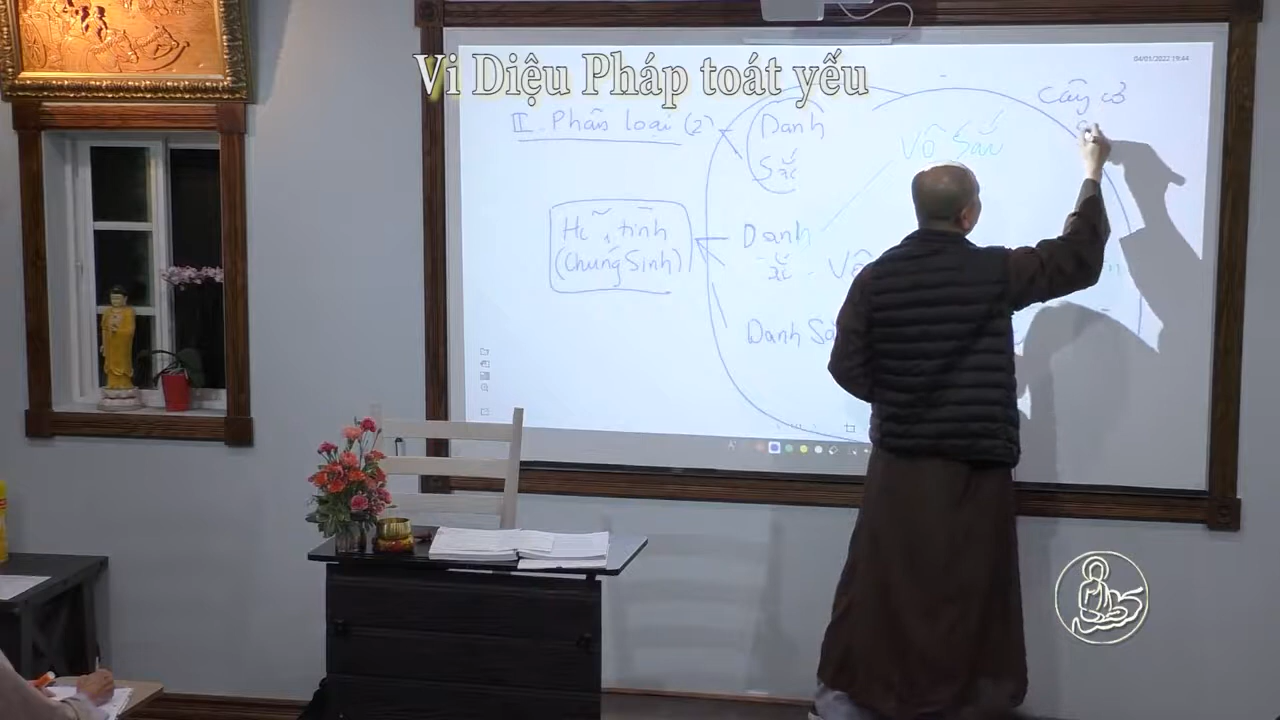 Vi Diệu Pháp toát yếu
04/05/2022 19:44
II - Phân loại (2)
Danh
Sắc
Vô Sắc
Cây cỏ
Hữu tình
(Chúng Sinh)
Danh
Sắc - Vô
Danh Sắc